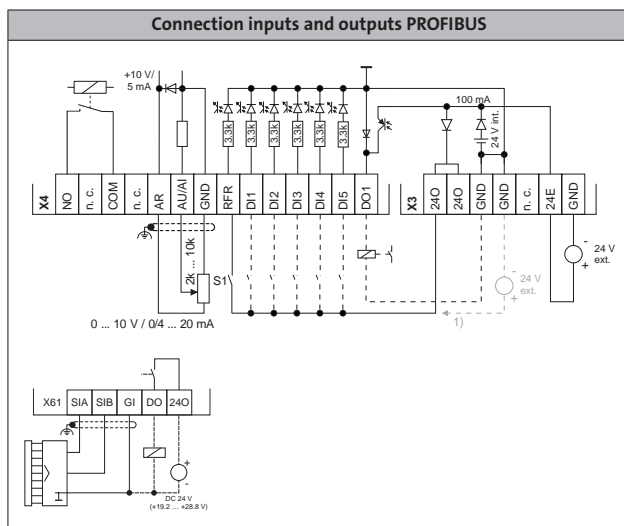 Connection inputs and outputs PROFIBUS
+10 V/
5 mA
3.3k
3.3k
3.3k
3.3k
3.3k
3.3k
100 mA
24 V int.
X4
NO
n. c.
COM
n. c.
AR
AU/AI
GND
RFR
DI1
DI2
DI3
DI4
DI5
DO1
X3
24O
24O
GND
GND
n. c.
24E
GND
2k ... 10k
S1
0 ... 10 V / 0/4 ... 20 mA
-
+
24 V
ext.
1)
-
+
24 V
ext.
X61
SIA
SIB
GI
DO
24O
+
-
DC 24 V
(+19.2 ... +28.8 V)